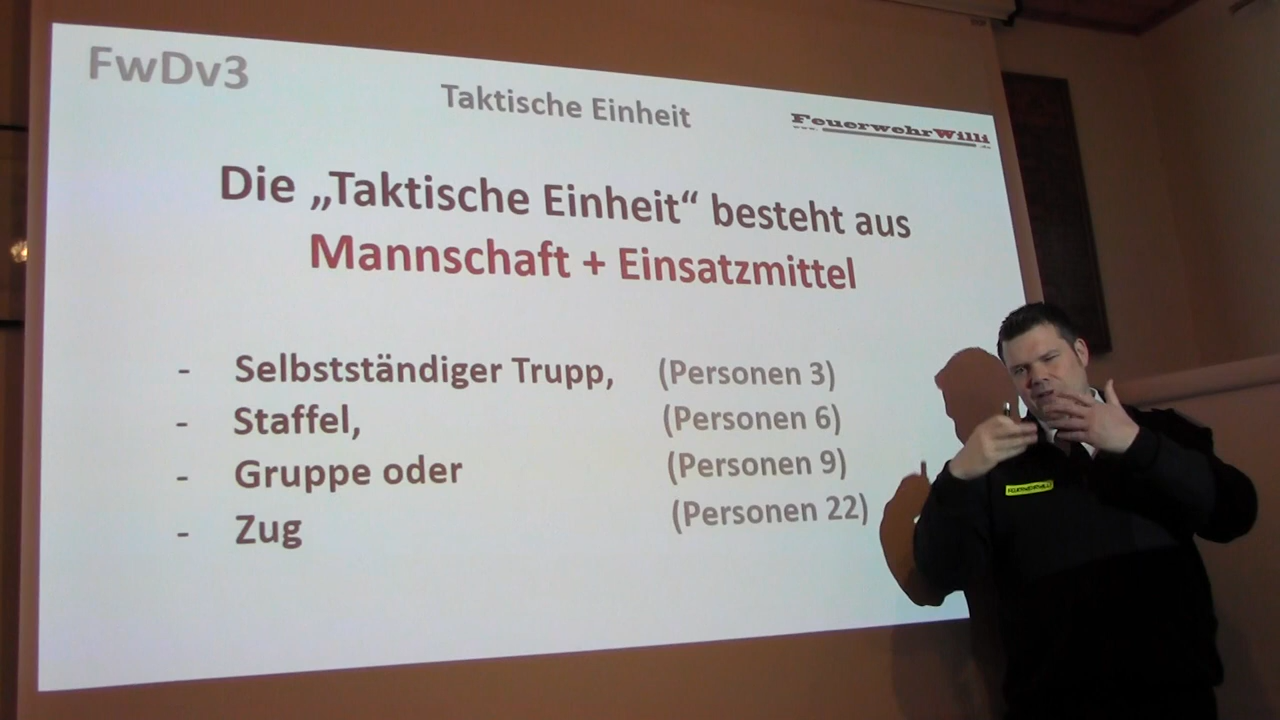 FwDv3
Taktische Einheit
FeuerwehrWilli
Die „Taktische Einheit“ besteht aus
Mannschaft + Einsatzmittel
- Selbstständiger Trupp, (Personen 3)
- Staffel, (Personen 6)
- Gruppe oder (Personen 9)
- Zug (Personen 22)
FEUERWEHRWILLI